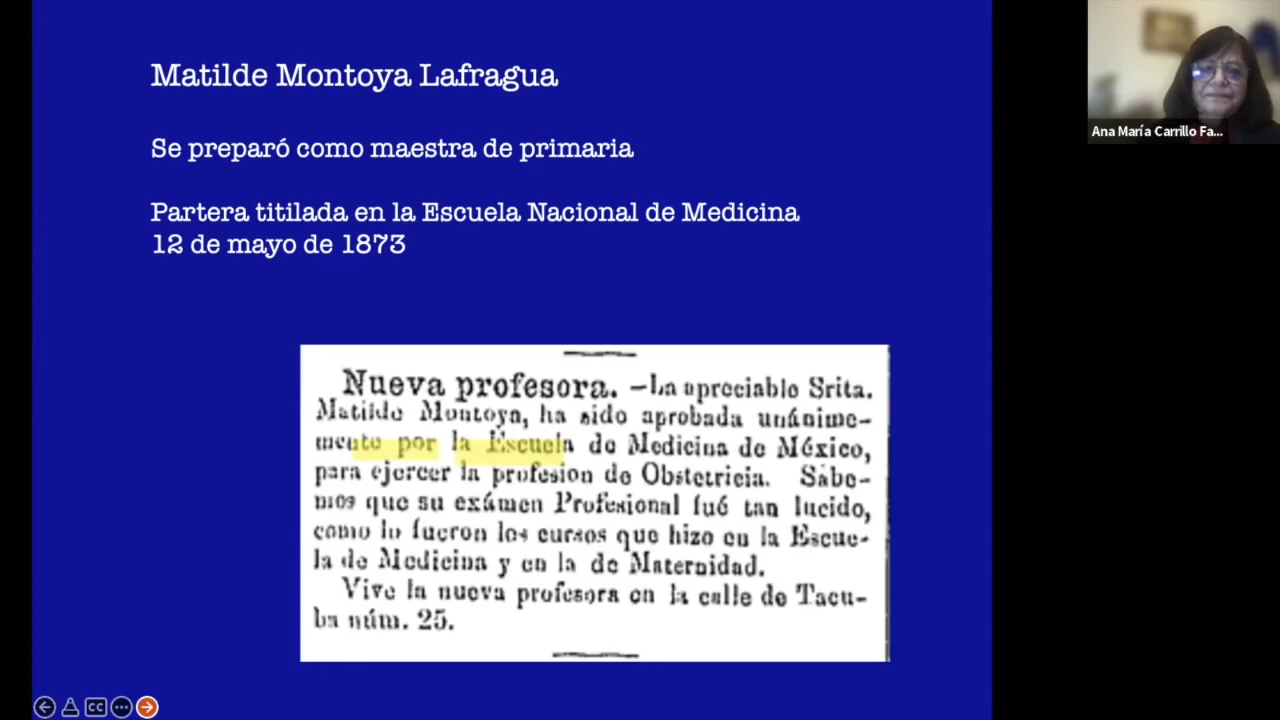 Matilde Montoya Lafragua
Se preparó como maestra de primaria
Partera titilada en la Escuela Nacional de Medicina
12 de mayo de 1873
Nueva profesora. —La apreciable Srita.
Matilde Montoya, ha sido aprobada unánime-
mente por la Escuela de Medicina de México,
para ejercer la profesion de Obstetricia. Sabe-
mos que su exámen Profesional fué tan lucido,
como lo fueron los cursos que hizo en la Escue-
la de Medicina y en la de Maternidad.
Vive la nueva profesora en la calle de Tacu-
ba núm. 25.
Ana María Carrillo Fa...
CC